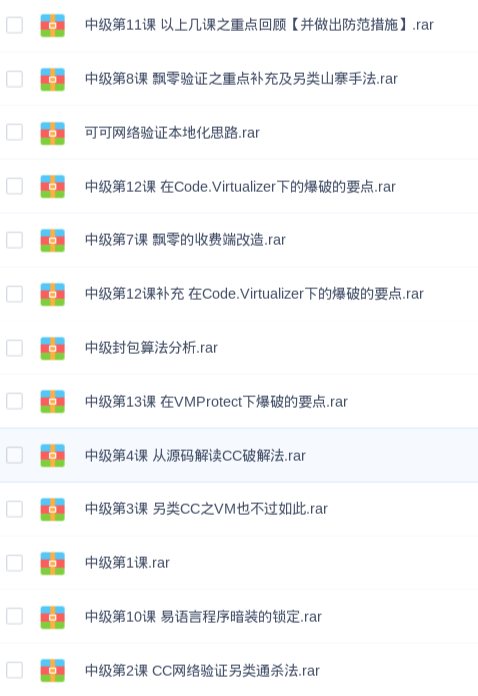 中级第11课 以上几课之重点回顾【并做出防范措施】.rar
中级第8课 飘零验证之重点补充及另类山寨手法.rar
可可网络验证本地化思路.rar
中级第12课 在Code.Virtualizer下的爆破的要点.rar
中级第7课 飘零的收费端改造.rar
中级第12课补充 在Code.Virtualizer下的爆破的要点.rar
中级封包算法分析.rar
中级第13课 在VMProtect下爆破的要点.rar
中级第4课 从源码解读CC破解法.rar
中级第3课 另类CC之VM也不过如此.rar
中级第1课.rar
中级第10课 易语言程序暗装的锁定.rar
中级第2课 CC网络验证另类通杀法.rar